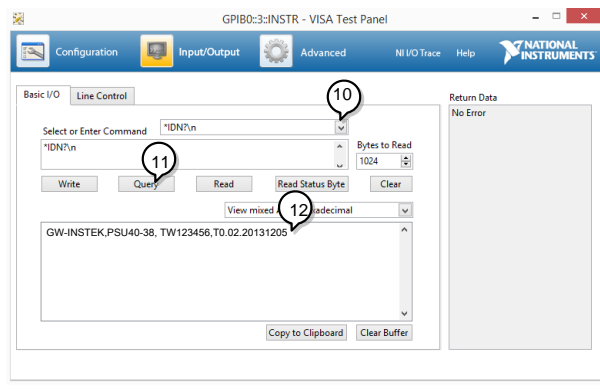 GPIB0::3::INSTR - VISA Test Panel
Configuration Input/Output Advanced NI I/O Trace Help NATIONAL INSTRUMENTS
Basic I/O Line Control
10
Return Data
No Error
Select or Enter Command *IDN?\n
*IDN?\n
Bytes to Read
1024
11
Write Query Read Read Status Byte Clear
View mixed A xadecimal
12
GW-INSTEK,PSU40-38, TW123456,T0.02.20131205
Copy to Clipboard Clear Buffer